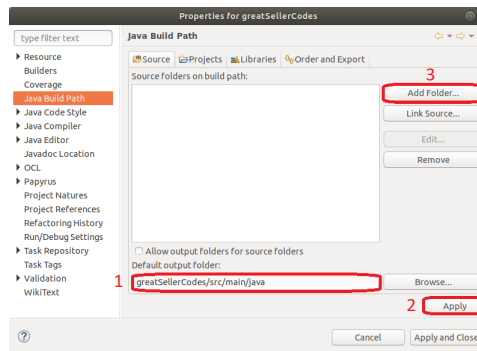 Properties for greatSellerCodes
type filter text
Resource
Builders
Coverage
Java Build Path
Java Code Style
Java Compiler
Java Editor
Javadoc Location
OCL
Papyrus
Project Natures
Project References
Refactoring History
Run/Debug Settings
Task Repository
Task Tags
Validation
WikiText
Java Build Path
Source Projects Libraries Order and Export
Source folders on build path:
3
Add Folder...
Link Source...
Edit...
Remove
Allow output folders for source folders
Default output folder:
1 greatSellerCodes/src/main/java Browse...
2 Apply
Cancel Apply and Close